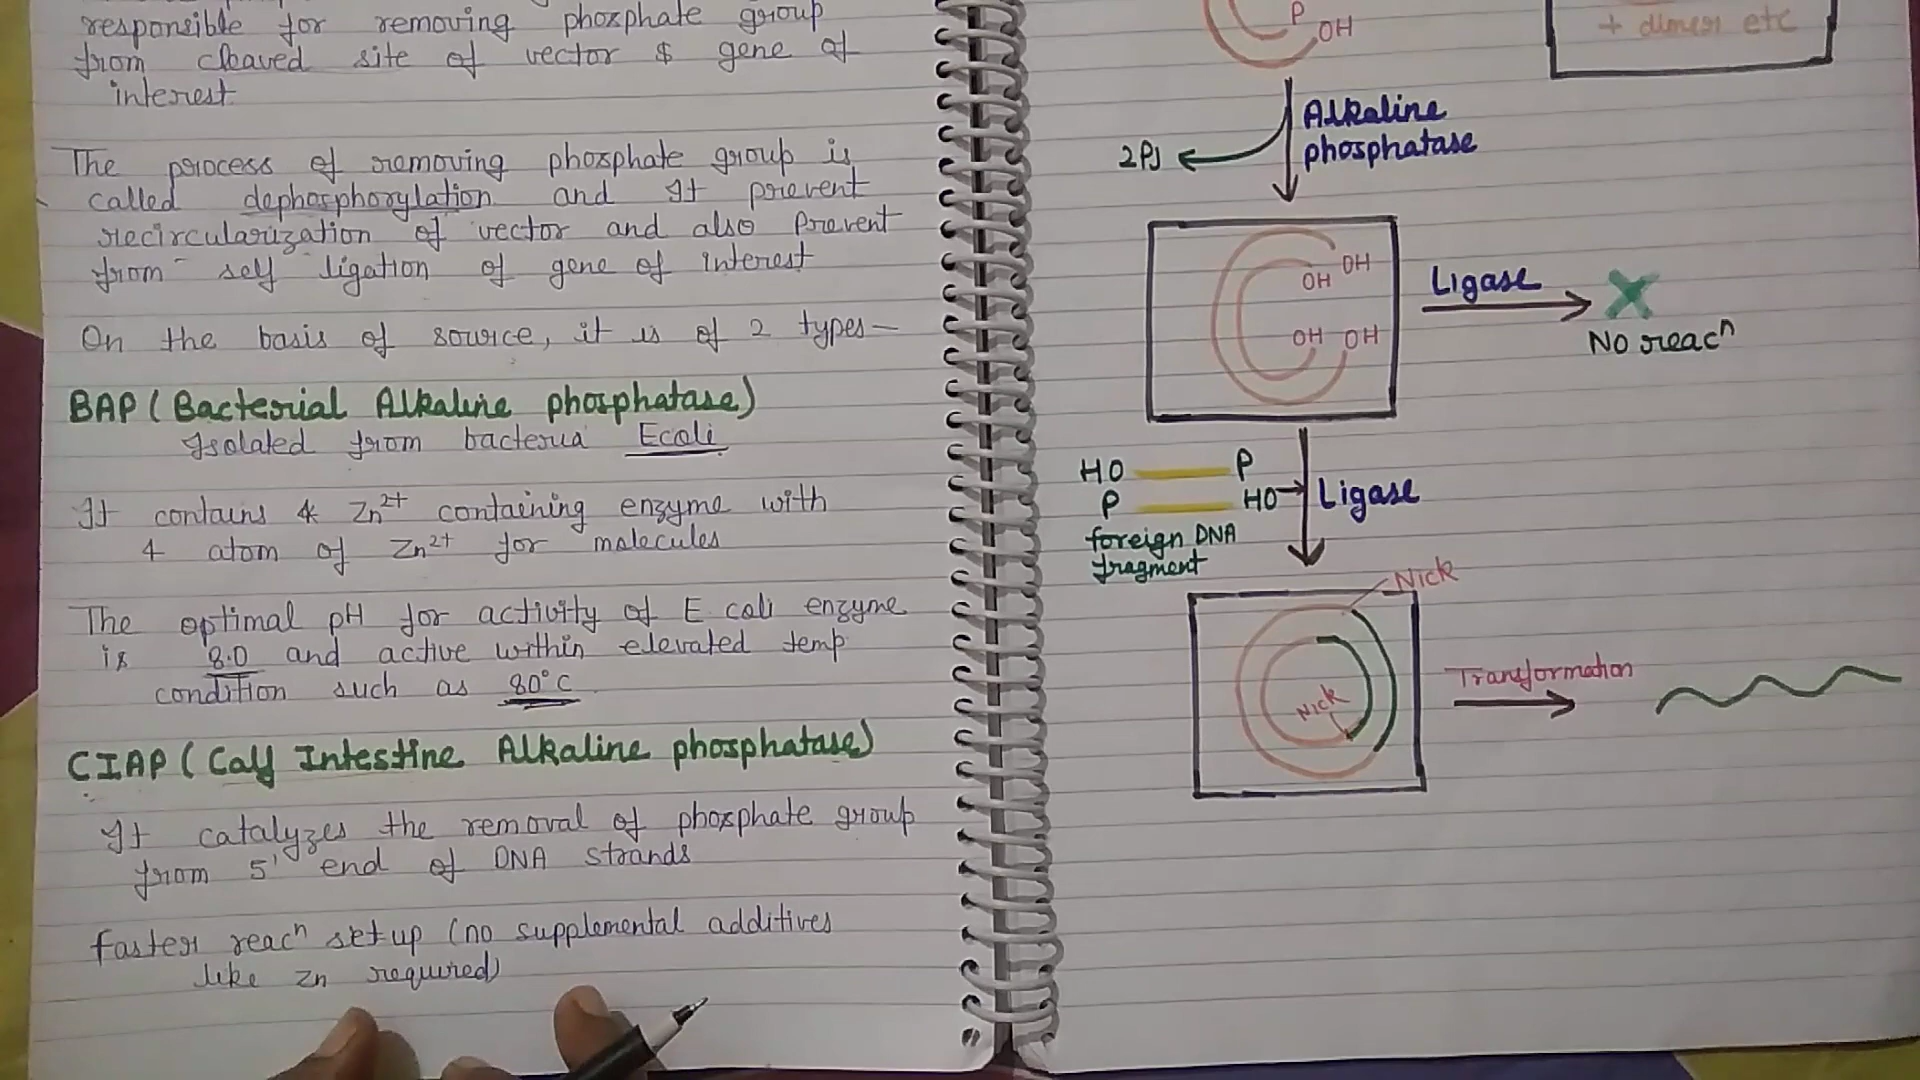 responsible for removing phosphate group
from cleaved site of vector & gene of
interest
The process of removing phosphate group is
called dephosphorylation and It prevent
recircularization of vector and also prevent
from self ligation of gene of interest
On the basis of source, it is of 2 types—
BAP (Bacterial Alkaline phosphatase)
Isolated from bacteria Ecoli
It contains 4 Zn2+ containing enzyme with
4 atom of Zn2+ for molecules
The optimal pH for activity of E coli enzyme
is 8.0 and active within elevated temp
condition such as 80°C
CIAP (Calf Intestine Alkaline phosphatase)
It catalyzes the removal of phosphate group
from 5' end of DNA strands
faster reacn set up (no supplemental additives
like Zn required)
P
OH
+ dimer etc
Alkaline
phosphatase
2Pi
OH OH
OH OH
Ligase
No reacn
HO P
P HO
Ligase
foreign DNA
fragment
Nick
Nick
Transformation